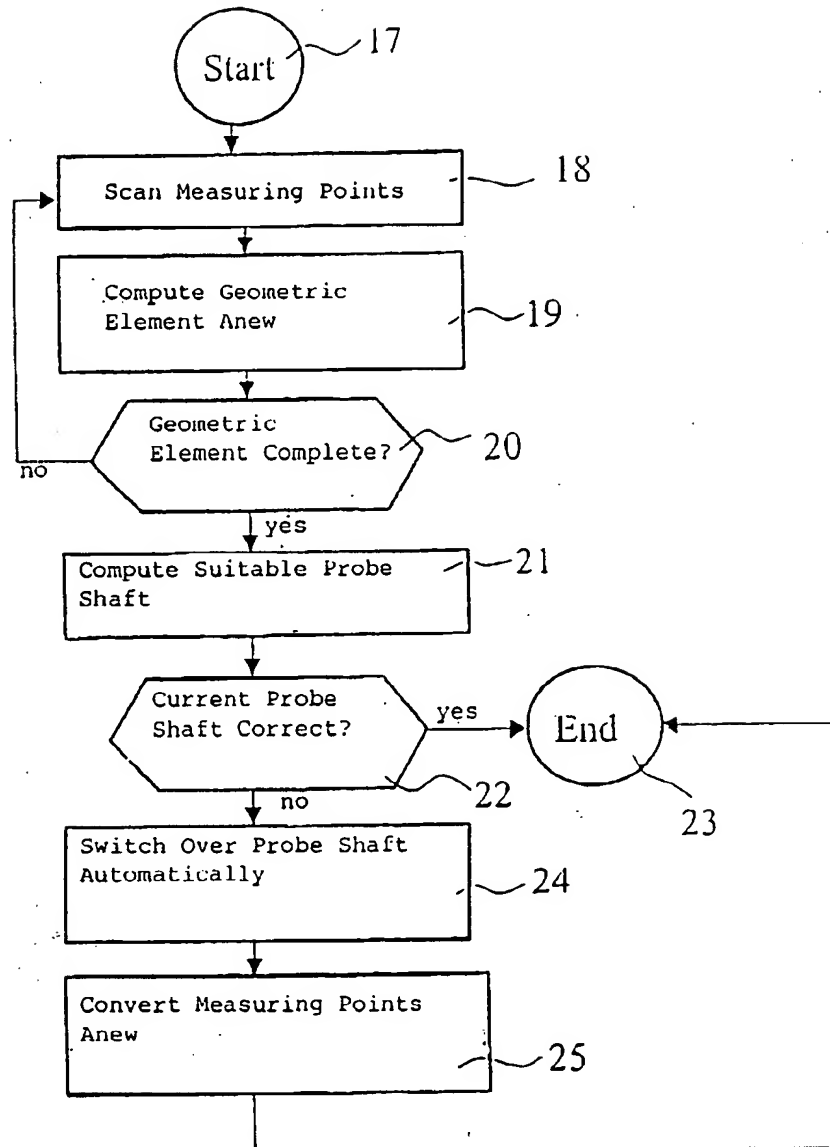 Start
17
Scan Measuring Points
18
Compute Geometric
Element Anew
19
Geometric
Element Complete?
20
no
yes
Compute Suitable Probe
Shaft
21
Current Probe
Shaft Correct?
yes
End
22
no
23
Switch Over Probe Shaft
Automatically
24
Convert Measuring Points
Anew
25